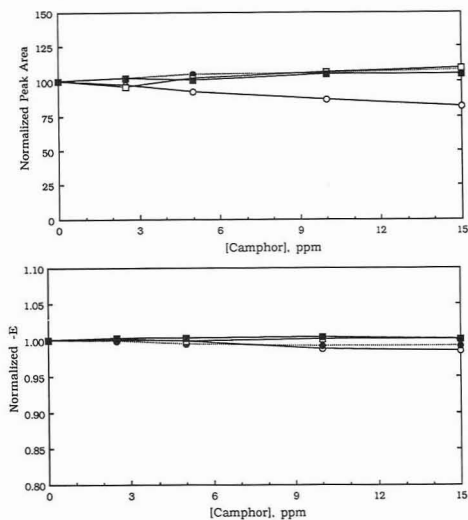 150
125
100
75
50
25
0
Normalized Peak Area
0 3 6 9 12 15
[Camphor], ppm
1.10
1.05
1.00
0.95
0.90
0.85
0.80
Normalized -E
0 3 6 9 12 15
[Camphor], ppm